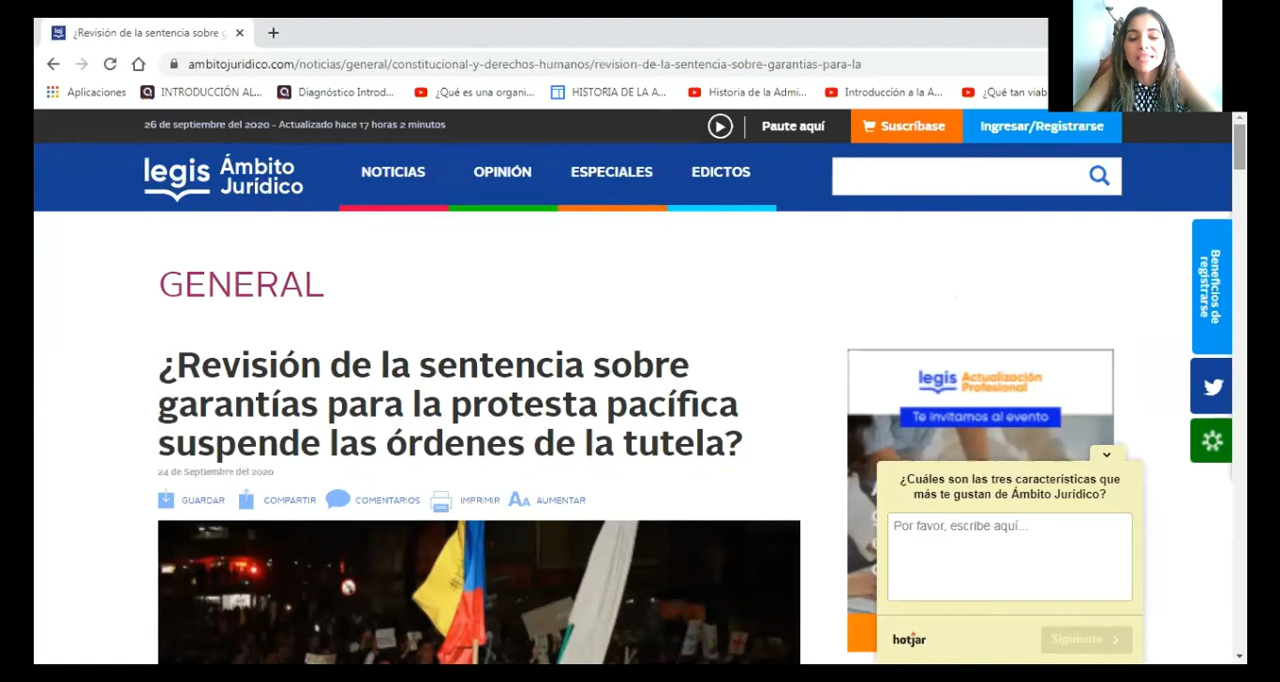 ¿Revisión de la sentencia sobre g
ambitojuridico.com/noticias/general/constitucional-y-derechos-humanos/revision-de-la-sentencia-sobre-garantias-para-la
Aplicaciones
INTRODUCCIÓN AL...
Diagnóstico Introd...
¿Qué es una organi...
HISTORIA DE LA A...
Historia de la Admi...
Introducción a la A...
¿Qué tan viab
26 de septiembre del 2020 - Actualizado hace 17 horas 2 minutos
Paute aquí
Suscríbase
Ingresar/Registrarse
legis Ámbito
Jurídico
NOTICIAS
OPINIÓN
ESPECIALES
EDICTOS
Beneficios de
registrarse
GENERAL
¿Revisión de la sentencia sobre
garantías para la protesta pacífica
suspende las órdenes de la tutela?
24 de Septiembre del 2020
GUARDAR
COMPARTIR
COMENTARIOS
IMPRIMIR
AA AUMENTAR
legis Actualización
Profesional
Te invitamos al evento
¿Cuáles son las tres características que
más te gustan de Ámbito Jurídico?
Por favor, escribe aquí...
hotjar
Siguiente